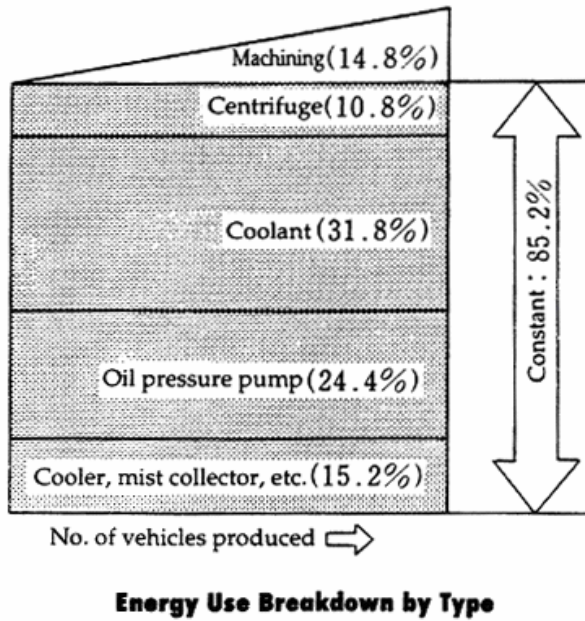 Machining(14.8%)
Centrifuge(10.8%)
Coolant(31.8%)
Constant : 85.2%
Oil pressure pump(24.4%)
Cooler, mist collector, etc.(15.2%)
No. of vehicles produced
Energy Use Breakdown by Type